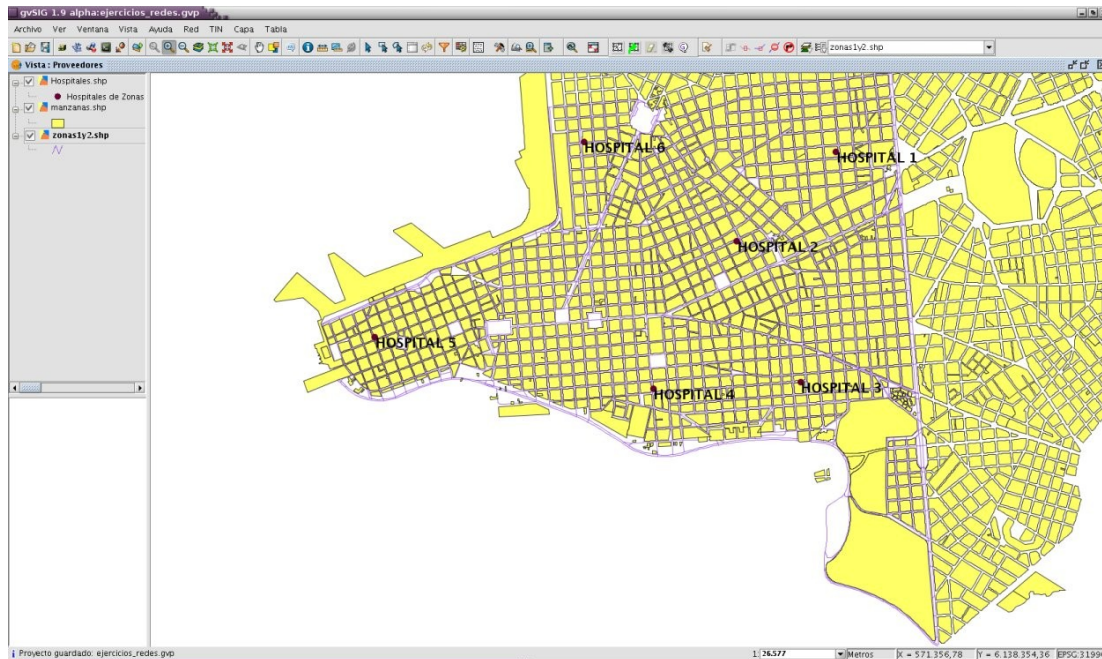 gvSIG 1.9 alpha:ejercicios_redes.gvp
Archivo Ver Ventana Vista Ayuda Red TIN Capa Tabla
zonas1y2.shp
Vista : Proveedores
Hospitales.shp
Hospitales de Zonas
manzanas.shp
zonas1y2.shp
HOSPITAL 6
HOSPITAL 1
HOSPITAL 2
HOSPITAL 5
HOSPITAL 4
HOSPITAL 3
Proyecto guardado: ejercicios_redes.gvp
1: 26.577 Metros X = 571.356,78 Y = 6.138.354,36